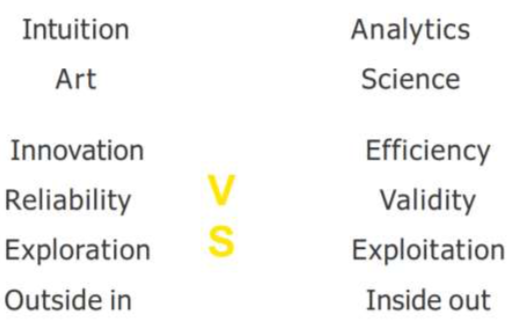 Intuition Analytics
Art Science
Innovation Efficiency
Reliability V Validity
Exploration S Exploitation
Outside in Inside out